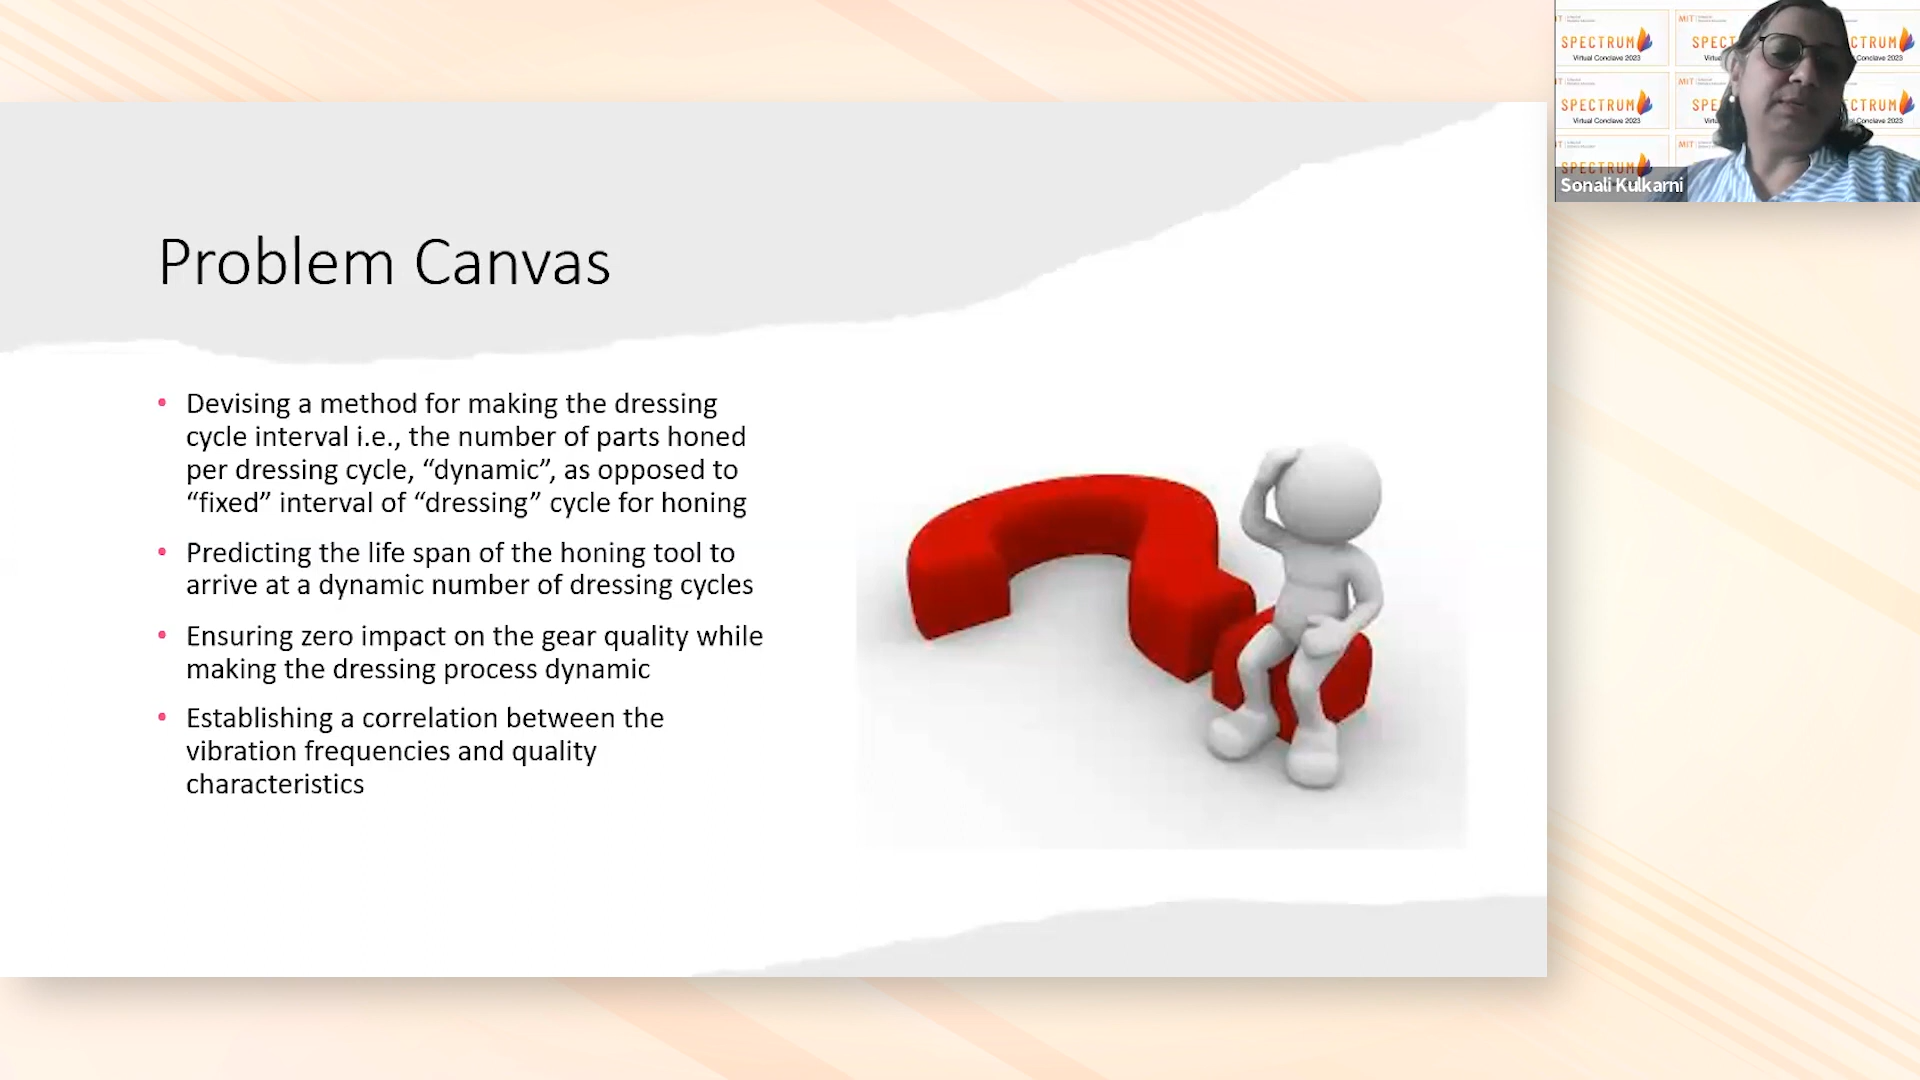 Problem Canvas
• Devising a method for making the dressing
cycle interval i.e., the number of parts honed
per dressing cycle, “dynamic”, as opposed to
“fixed” interval of “dressing” cycle for honing
• Predicting the life span of the honing tool to
arrive at a dynamic number of dressing cycles
• Ensuring zero impact on the gear quality while
making the dressing process dynamic
• Establishing a correlation between the
vibration frequencies and quality
characteristics
MIT
SPECTRUM
Virtual Conclave 2023
SPECTRUM
Virtual Conclave 2023
SPECTRUM
Sonali Kulkarni